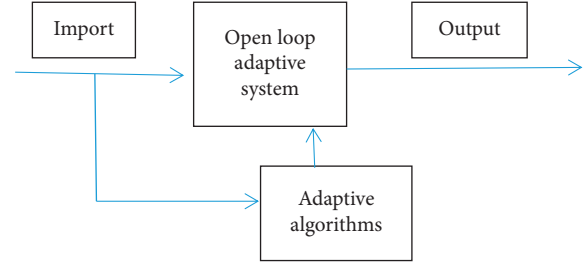 Import
Open loop
adaptive
system
Output
Adaptive
algorithms